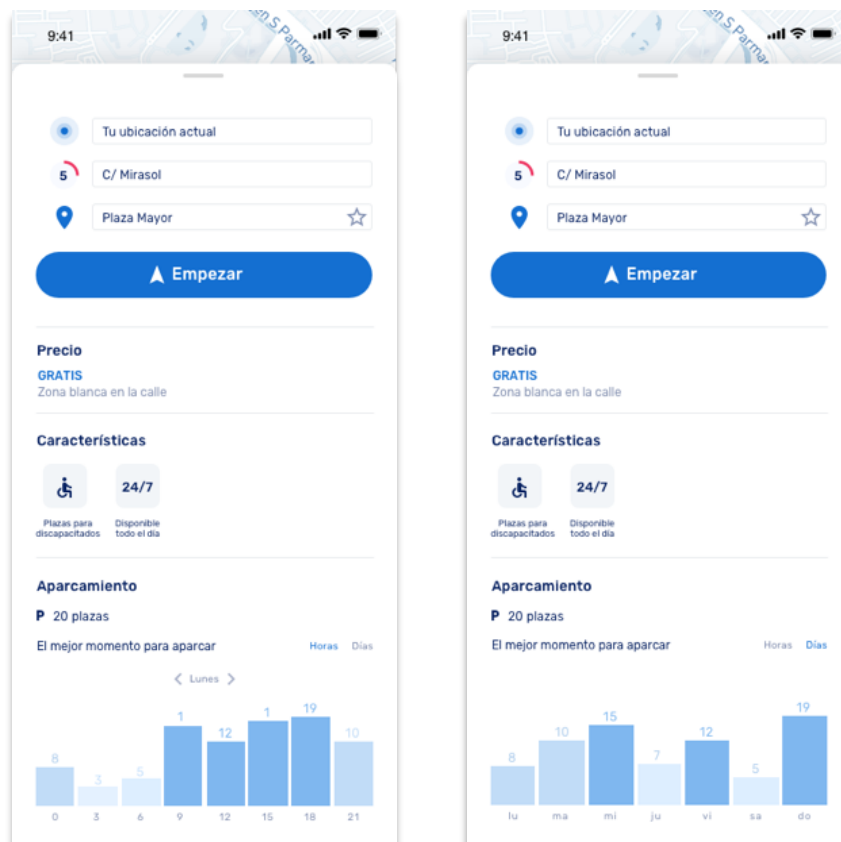 9:41
en S Parma
Tu ubicación actual
5
C/ Mirasol
Plaza Mayor
Empezar
Precio
GRATIS
Zona blanca en la calle
Características
24/7
Plazas para
discapacitados
Disponible
todo el día
Aparcamiento
P 20 plazas
El mejor momento para aparcar
Horas Días
Lunes
8 3 5 1 12 1 19 10
0 3 6 9 12 15 18 21
9:41
en S Parma
Tu ubicación actual
5
C/ Mirasol
Plaza Mayor
Empezar
Precio
GRATIS
Zona blanca en la calle
Características
24/7
Plazas para
discapacitados
Disponible
todo el día
Aparcamiento
P 20 plazas
El mejor momento para aparcar
Horas Días
8 10 15 7 12 5 19
lu ma mi ju vi sa do